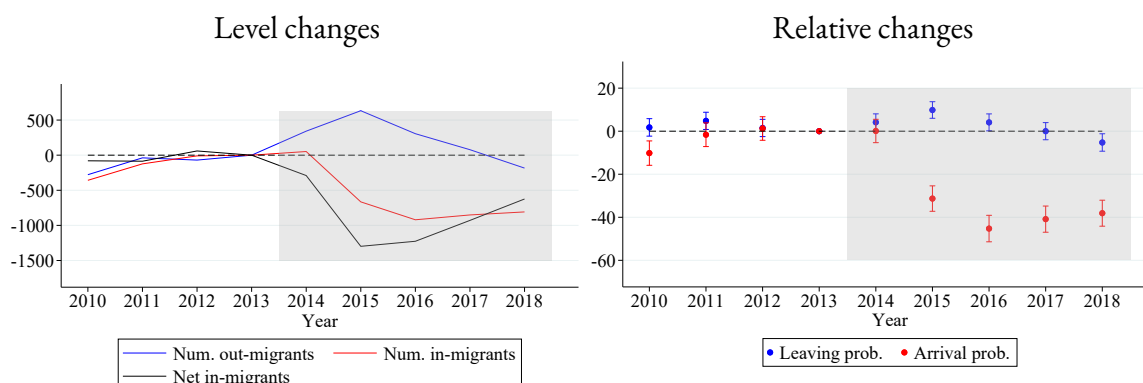 Level changes
500
0
-500
-1000
-1500
2010 2011 2012 2013 2014 2015 2016 2017 2018
Year
Num. out-migrants Num. in-migrants
Net in-migrants
Relative changes
20
0
-20
-40
-60
2010 2011 2012 2013 2014 2015 2016 2017 2018
Year
Leaving prob. Arrival prob.